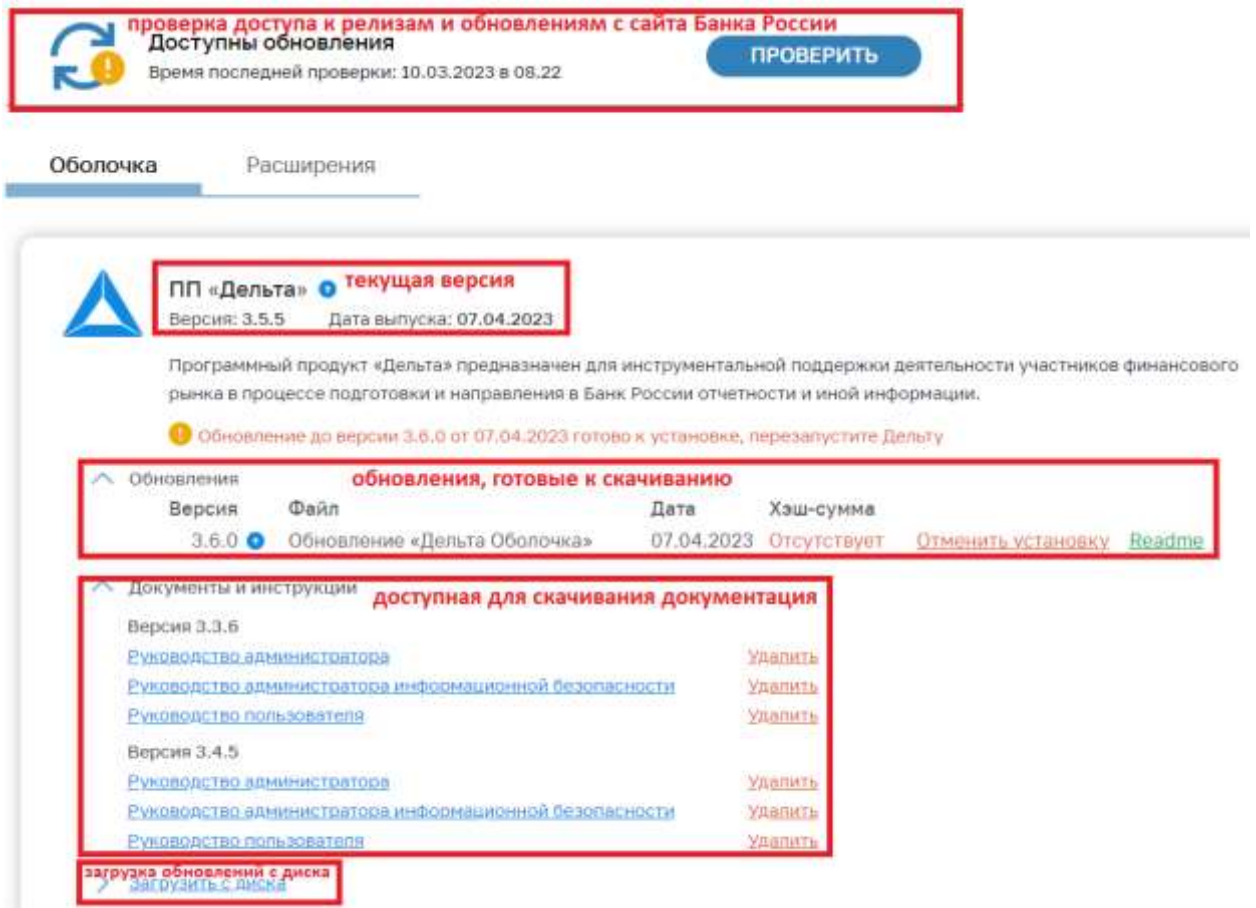 проверка доступа к релизам и обновлениям с сайта Банка России
Доступны обновления
Время последней проверки: 10.03.2023 в 08.22
ПРОВЕРИТЬ
Оболочка Расширения
ПП «Дельта» текущая версия
Версия: 3.5.5 Дата выпуска: 07.04.2023
Программный продукт «Дельта» предназначен для инструментальной поддержки деятельности участников финансового
рынка в процессе подготовки и направления в Банк России отчетности и иной информации.
Обновление до версии 3.6.0 от 07.04.2023 готово к установке, перезапустите Дельту
Обновления обновления, готовые к скачиванию
Версия Файл Дата Хэш-сумма
3.6.0 Обновление «Дельта Оболочка» 07.04.2023 Отсутствует Отменить установку Readme
Документы и инструкции доступная для скачивания документация
Версия 3.3.6
Руководство администратора Удалить
Руководство администратора информационной безопасности Удалить
Руководство пользователя Удалить
Версия 3.4.5
Руководство администратора Удалить
Руководство администратора информационной безопасности Удалить
Руководство пользователя Удалить
загрузка обновлений с диска
Загрузить с диска